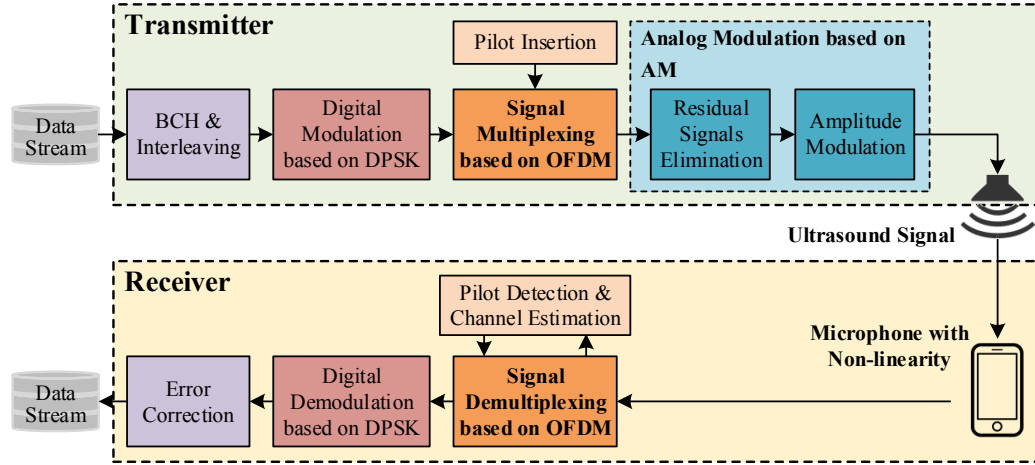 Transmitter
Pilot Insertion
Analog Modulation based on
AM
Data
Stream
BCH &
Interleaving
Digital
Modulation
based on DPSK
Signal
Multiplexing
based on OFDM
Residual
Signals
Elimination
Amplitude
Modulation
Ultrasound Signal
Receiver
Pilot Detection &
Channel Estimation
Microphone with
Non-linearity
Data
Stream
Error
Correction
Digital
Demodulation
based on DPSK
Signal
Demultiplexing
based on OFDM